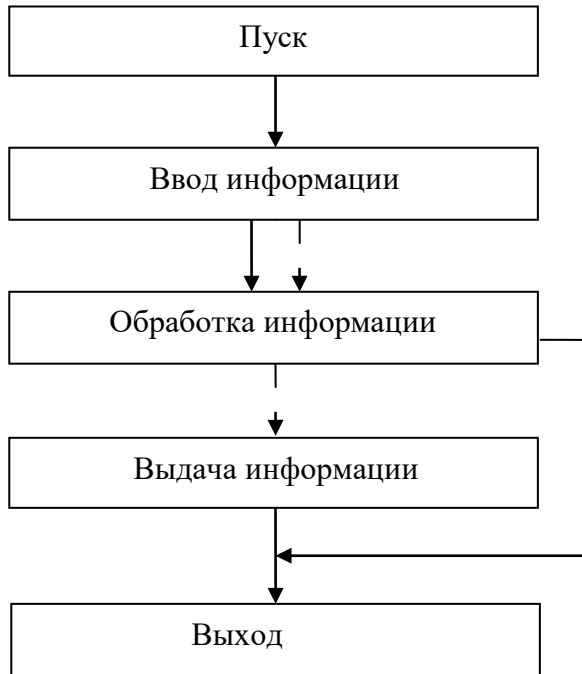 Пуск
Ввод информации
Обработка информации
Выдача информации
Выход